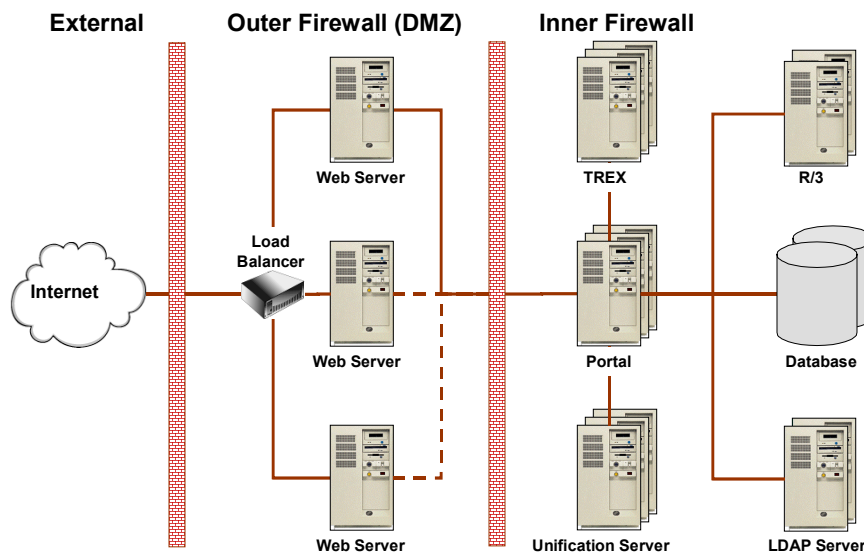 External
Outer Firewall (DMZ)
Inner Firewall
Web Server
TREX
R/3
Load
Balancer
Internet
Web Server
Portal
Database
Web Server
Unification Server
LDAP Server